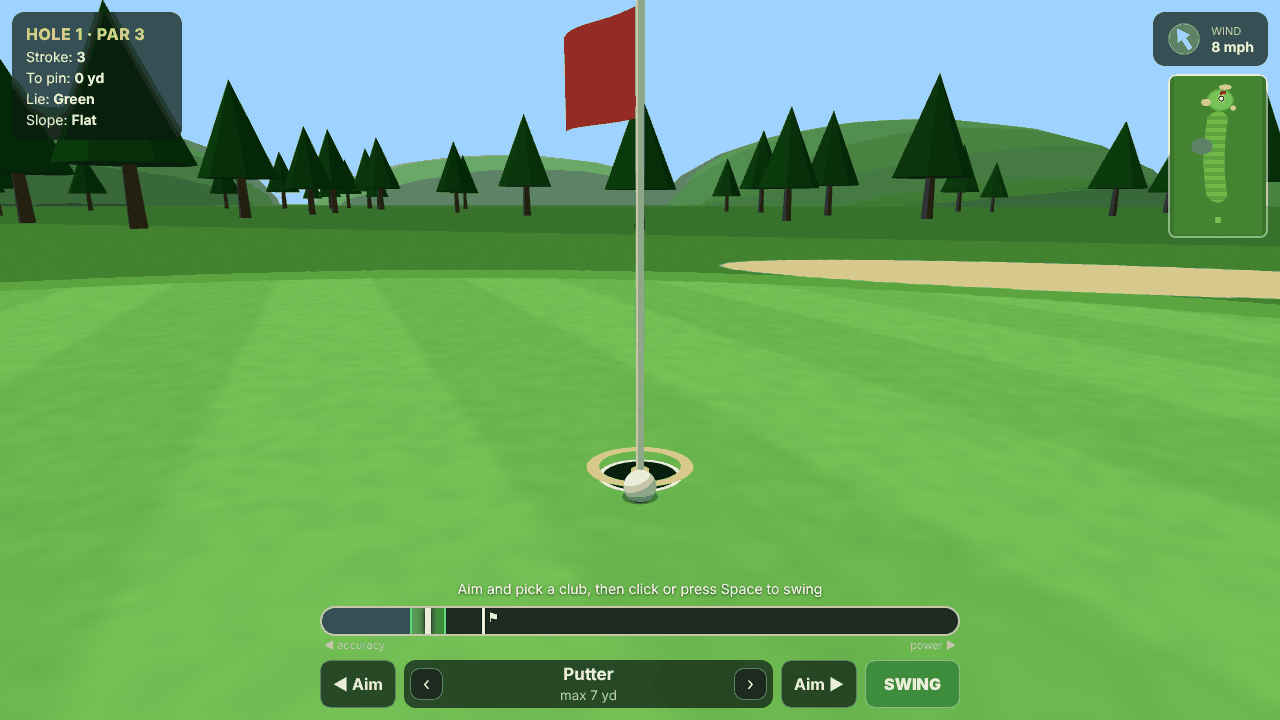 HOLE 1 · PAR 3
Stroke: 3
To pin: 0 yd
Lie: Green
Slope: Flat
WIND
8 mph
Aim and pick a club, then click or press Space to swing
◀ accuracy
power ▶
◀ Aim
‹
Putter
max 7 yd
›
Aim ▶
SWING